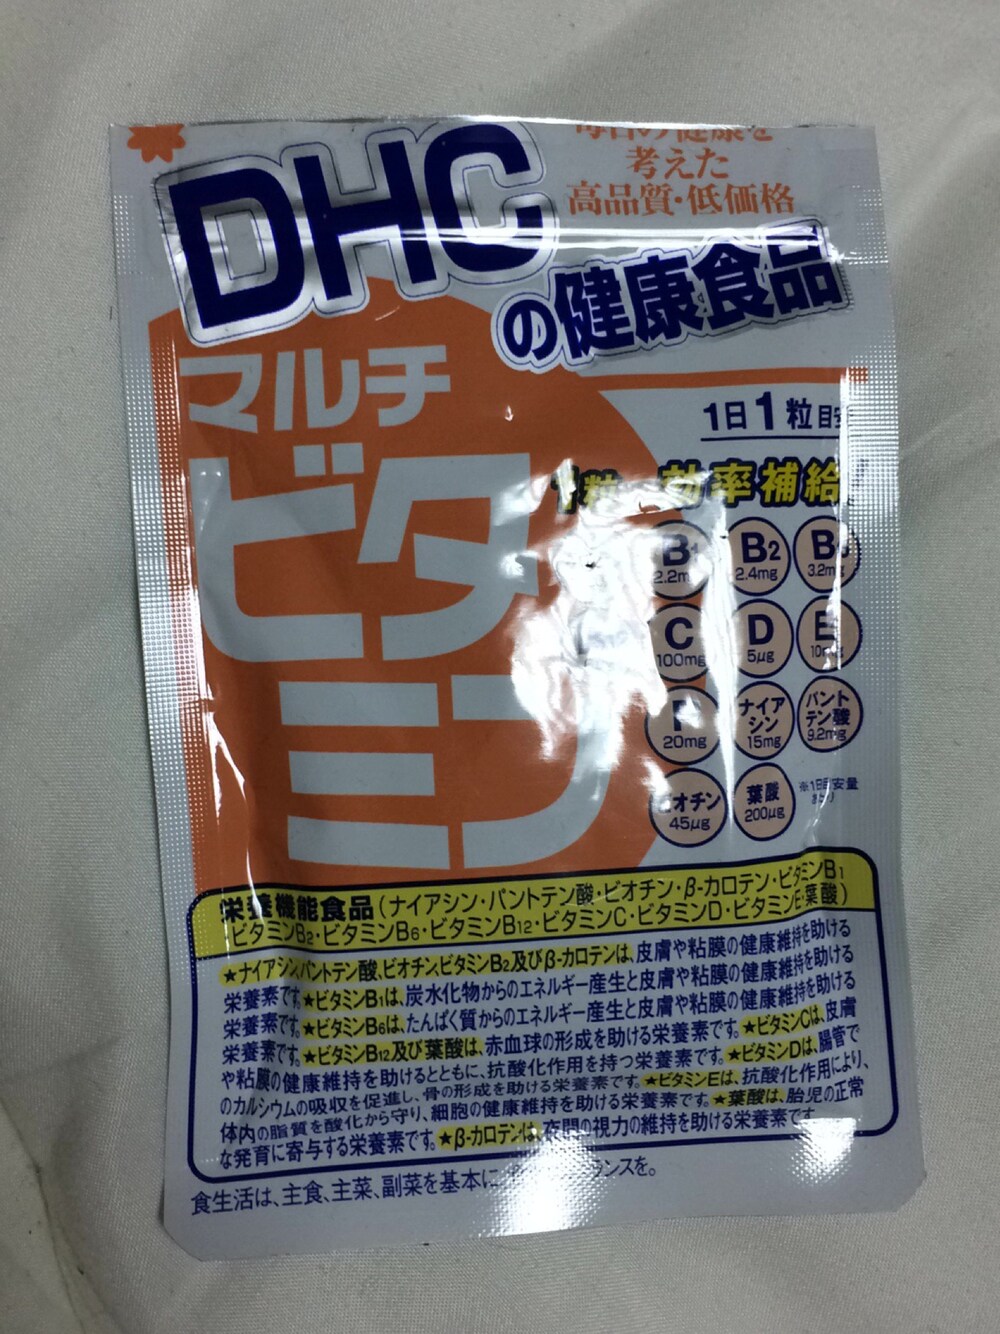 考えた
高品質・低価格
DHC
の健康食品
マルチ
ビタ
ミン
1日1粒目安
1粒 効率補給
B1
2.2mg
B2
2.4mg
3.2mg
C
100mg
D
5μg
E
P
20mg
ナイア
シン
15mg
パント
テン酸
9.2mg
オチン
45μg
葉酸
200μg
栄養機能食品(ナイアシン・パントテン酸・ビオチン・β-カロテン・ビタミンB1
・ビタミンB2・ビタミンB6・ビタミンB12・ビタミンC・ビタミンD・ビタミンE・葉酸)
★ナイアシン、パントテン酸、ビオチン、ビタミンB2及びβ-カロテンは、皮膚や粘膜の健康維持を助ける
栄養素です。★ビタミンB1は、炭水化物からのエネルギー産生と皮膚や粘膜の健康維持を助ける
栄養素です。★ビタミンB6は、たんぱく質からのエネルギー産生と皮膚や粘膜の健康維持を助ける
栄養素です。★ビタミンB12及び葉酸は、赤血球の形成を助ける栄養素です。★ビタミンCは、皮膚
や粘膜の健康維持を助けるとともに、抗酸化作用を持つ栄養素です。★ビタミンDは、腸管で
のカルシウムの吸収を促進し、骨の形成を助ける栄養素です。★ビタミンEは、抗酸化作用により、
体内の脂質を酸化から守り、細胞の健康維持を助ける栄養素です。★葉酸は、胎児の正常
な発育に寄与する栄養素です。★β-カロテンは、夜間の視力の維持を助ける栄養素です。
食生活は、主食、主菜、副菜を基本に ランスを。